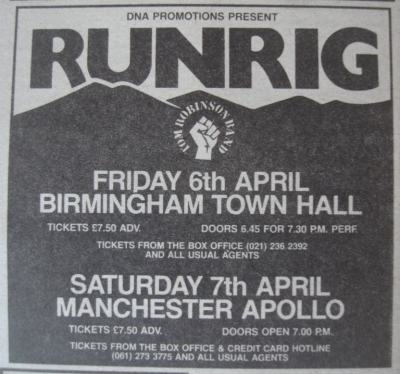 DNA PROMOTIONS PRESENT
RUNRIG
TOM ROBINSON BAND
FRIDAY 6th APRIL
BIRMINGHAM TOWN HALL
TICKETS £7.50 ADV. DOORS 6.45 FOR 7.30 P.M. PERF.
TICKETS FROM THE BOX OFFICE (021) 236 2392
AND ALL USUAL AGENTS
SATURDAY 7th APRIL
MANCHESTER APOLLO
TICKETS £7.50 ADV. DOORS OPEN 7.00 P.M.
TICKETS FROM THE BOX OFFICE & CREDIT CARD HOTLINE
(061) 273 3775 AND ALL USUAL AGENTS